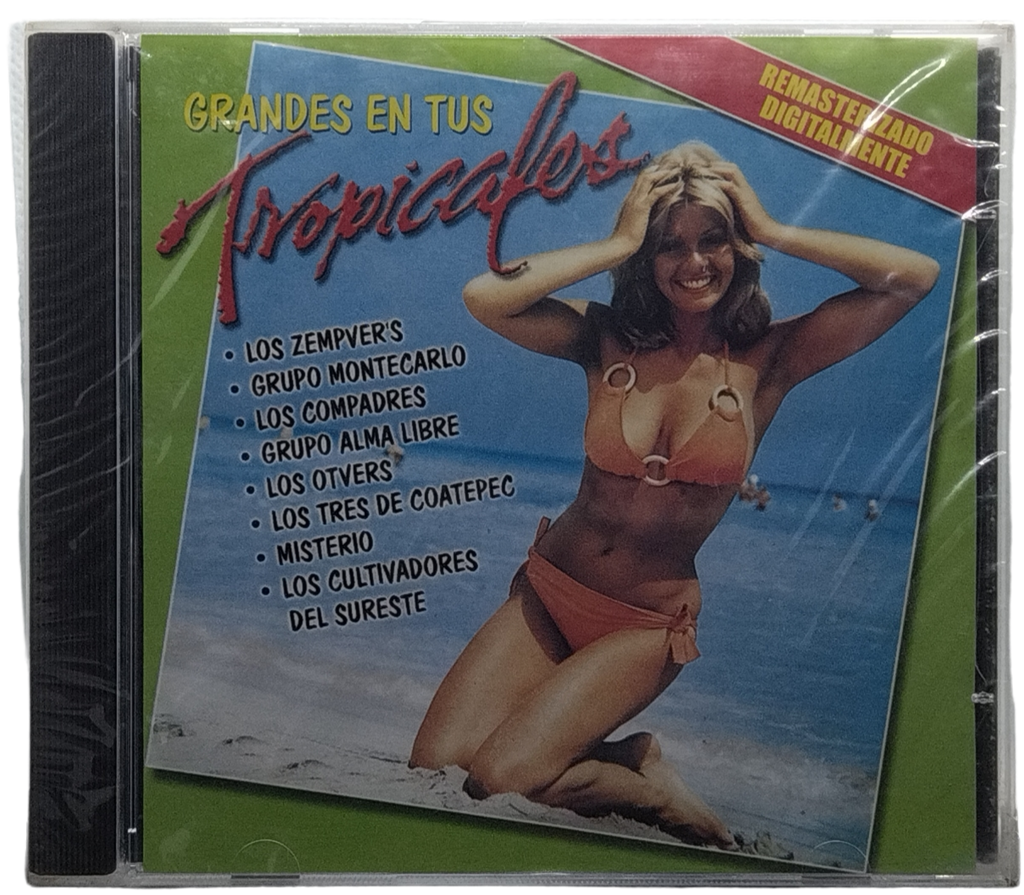 GRANDES EN TUS
Tropicales
REMASTERIZADO
DIGITALMENTE
• LOS ZEMPVER'S
• GRUPO MONTECARLO
• LOS COMPADRES
• GRUPO ALMA LIBRE
• LOS OTVERS
• LOS TRES DE COATEPEC
• MISTERIO
• LOS CULTIVADORES
DEL SURESTE